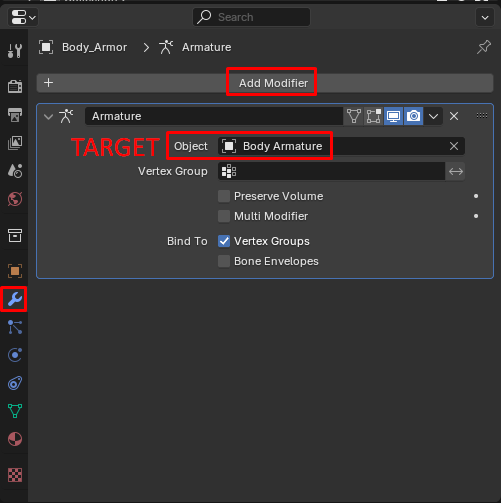 Search
Body_Armor > Armature
+ Add Modifier
Armature
TARGET Object Body Armature
Vertex Group
Preserve Volume
Multi Modifier
Bind To Vertex Groups
Bone Envelopes